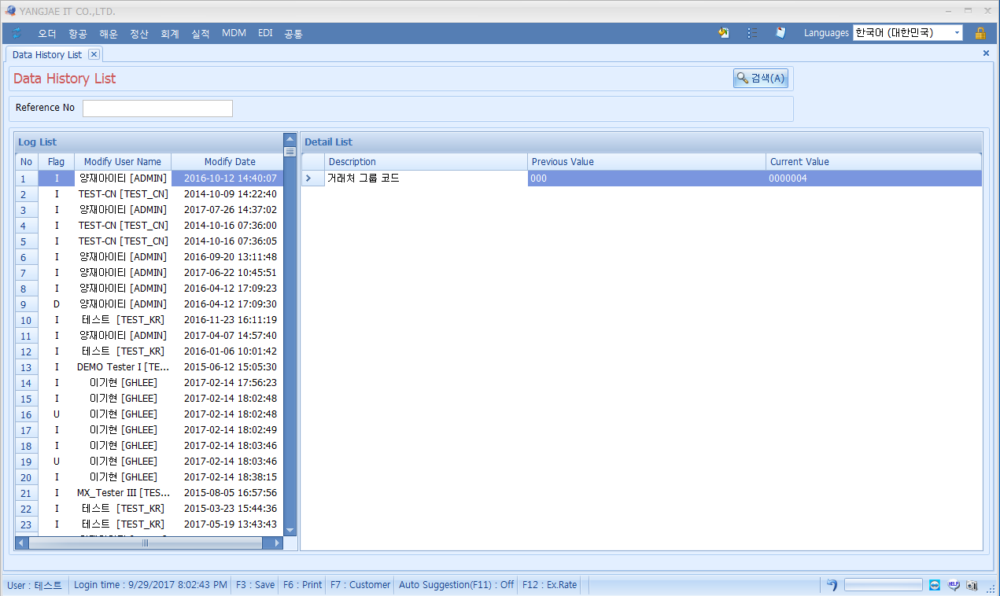 YANGJAE IT CO.,LTD.
오더 항공 해운 정산 회계 실적 MDM EDI 공통 Languages 한국어 (대한민국)
Data History List
Data History List 검색(A)
Reference No
Log List Detail List
No Flag Modify User Name Modify Date Description Previous Value Current Value
1 I 양재아이티 [ADMIN] 2016-10-12 14:40:07 거래처 그룹 코드 000 0000004
2 I TEST-CN [TEST_CN] 2014-10-09 14:22:40
3 I 양재아이티 [ADMIN] 2017-07-26 14:37:02
4 I TEST-CN [TEST_CN] 2014-10-16 07:36:00
5 I TEST-CN [TEST_CN] 2014-10-16 07:36:05
6 I 양재아이티 [ADMIN] 2016-09-20 13:11:48
7 I 양재아이티 [ADMIN] 2017-06-22 10:45:51
8 I 양재아이티 [ADMIN] 2016-04-12 17:09:23
9 D 양재아이티 [ADMIN] 2016-04-12 17:09:30
10 I 테스트 [TEST_KR] 2016-11-23 16:11:19
11 I 양재아이티 [ADMIN] 2017-04-07 14:57:40
12 I 테스트 [TEST_KR] 2016-01-06 10:01:42
13 I DEMO Tester I [TE... 2015-06-12 15:05:30
14 I 이기현 [GHLEE] 2017-02-14 17:56:23
15 I 이기현 [GHLEE] 2017-02-14 18:02:48
16 U 이기현 [GHLEE] 2017-02-14 18:02:48
17 I 이기현 [GHLEE] 2017-02-14 18:02:49
18 I 이기현 [GHLEE] 2017-02-14 18:03:46
19 U 이기현 [GHLEE] 2017-02-14 18:03:46
20 I 이기현 [GHLEE] 2017-02-14 18:38:15
21 I MX_Tester III [TES... 2015-08-05 16:57:56
22 I 테스트 [TEST_KR] 2015-03-23 15:44:36
23 I 테스트 [TEST_KR] 2017-05-19 13:43:43
User : 테스트 Login time : 9/29/2017 8:02:43 PM F3 : Save F6 : Print F7 : Customer Auto Suggestion(F11) : Off F12 : Ex.Rate HELP